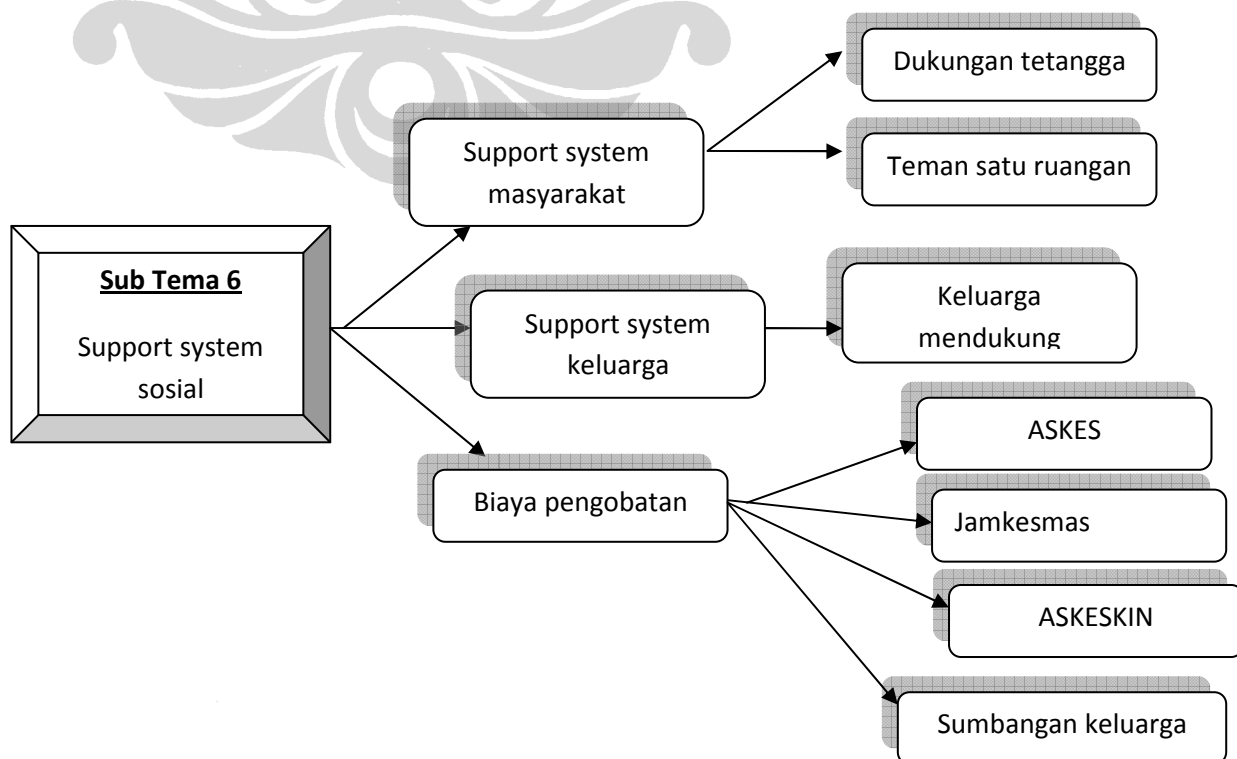 Sub Tema 6
Support system
sosial
Support system
masyarakat
Dukungan tetangga
Teman satu ruangan
Support system
keluarga
Keluarga
mendukung
Biaya pengobatan
ASKES
Jamkesmas
ASKESKIN
Sumbangan keluarga